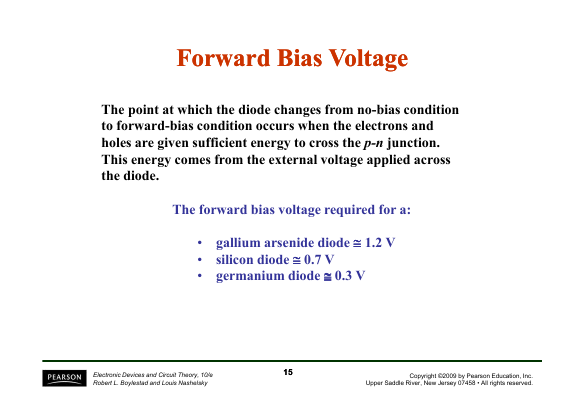 Forward Bias Voltage
The point at which the diode changes from no-bias condition
to forward-bias condition occurs when the electrons and
holes are given sufficient energy to cross the p-n junction.
This energy comes from the external voltage applied across
the diode.
The forward bias voltage required for a:
• gallium arsenide diode ≅ 1.2 V
• silicon diode ≅ 0.7 V
• germanium diode ≅ 0.3 V
PEARSON
Electronic Devices and Circuit Theory, 10/e
Robert L. Boylestad and Louis Nashelsky
15
Copyright ©2009 by Pearson Education, Inc.
Upper Saddle River, New Jersey 07458 • All rights reserved.